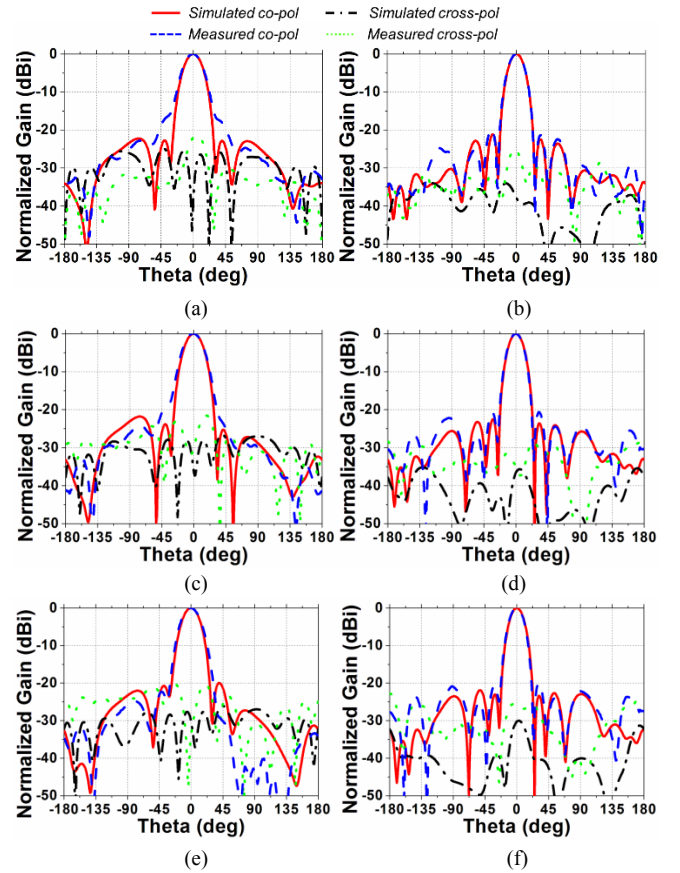 Simulated co-pol Simulated cross-pol
Measured co-pol Measured cross-pol
Normalized Gain (dBi)
0
-10
-20
-30
-40
-50
-180 -135 -90 -45 0 45 90 135 180
Theta (deg)
(a)
Normalized Gain (dBi)
0
-10
-20
-30
-40
-50
-180 -135 -90 -45 0 45 90 135 180
Theta (deg)
(b)
Normalized Gain (dBi)
0
-10
-20
-30
-40
-50
-180 -135 -90 -45 0 45 90 135 180
Theta (deg)
(c)
Normalized Gain (dBi)
0
-10
-20
-30
-40
-50
-180 -135 -90 -45 0 45 90 135 180
Theta (deg)
(d)
Normalized Gain (dBi)
0
-10
-20
-30
-40
-50
-180 -135 -90 -45 0 45 90 135 180
Theta (deg)
(e)
Normalized Gain (dBi)
0
-10
-20
-30
-40
-50
-180 -135 -90 -45 0 45 90 135 180
Theta (deg)
(f)